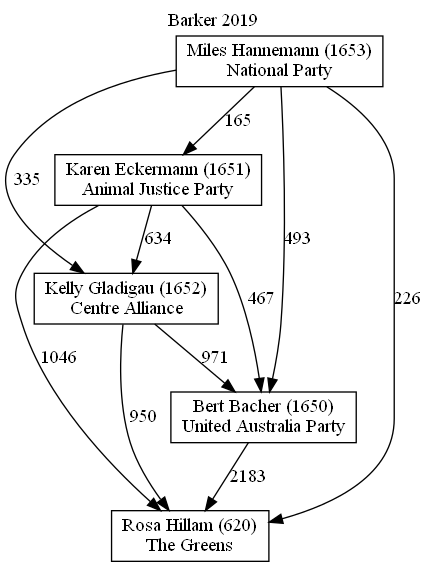 Barker 2019
Miles Hannemann (1653)
National Party
165
Karen Eckermann (1651)
Animal Justice Party
335
634
493
Kelly Gladigau (1652)
Centre Alliance
467
226
1046
971
950
Bert Bacher (1650)
United Australia Party
2183
Rosa Hillam (620)
The Greens